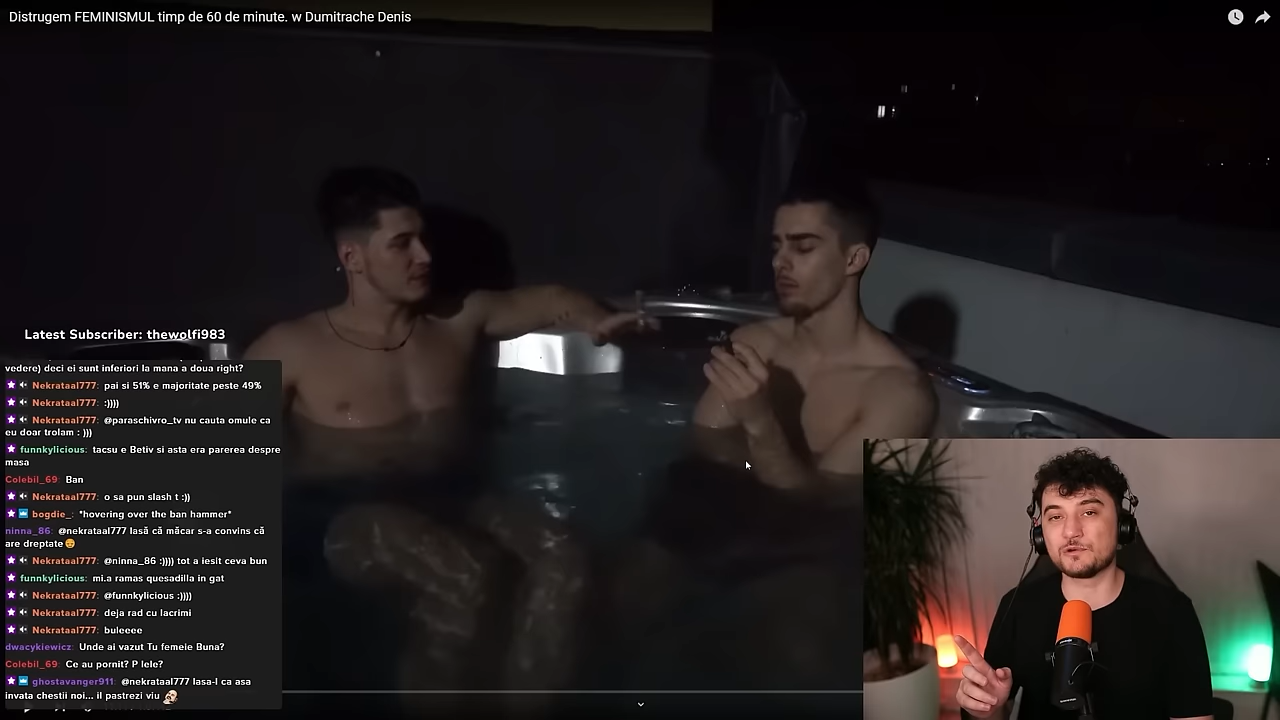 Distrugem FEMINISMUL timp de 60 de minute. w Dumitrache Denis
Latest Subscriber: thewolfi983
vedere) deci ei sunt inferiori la mana a doua right?
Nekrataal777: pai si 51% e majoritate peste 49%
Nekrataal777: :))))
Nekrataal777: @paraschivro_tv nu cauta omule ca
eu doar trolam : )))
funnkylicious: tacsu e Betiv si asta era parerea despre
masa
Colebil_69: Ban
Nekrataal777: o sa pun slash t :))
bogdie_: *hovering over the ban hammer*
ninna_86: @nekrataal777 lasă că măcar s-a convins că
are dreptate
Nekrataal777: @ninna_86 :)))) tot a iesit ceva bun
funnkylicious: mi.a ramas quesadilla in gat
Nekrataal777: @funnkylicious :))))
Nekrataal777: deja rad cu lacrimi
Nekrataal777: buleeee
dwacykiewicz: Unde ai vazut Tu femeie Buna?
Colebil_69: Ce au pornit? P lele?
ghostavanger911: @nekrataal777 lasa-l ca asa
invata chestii noi... il pastrezi viu